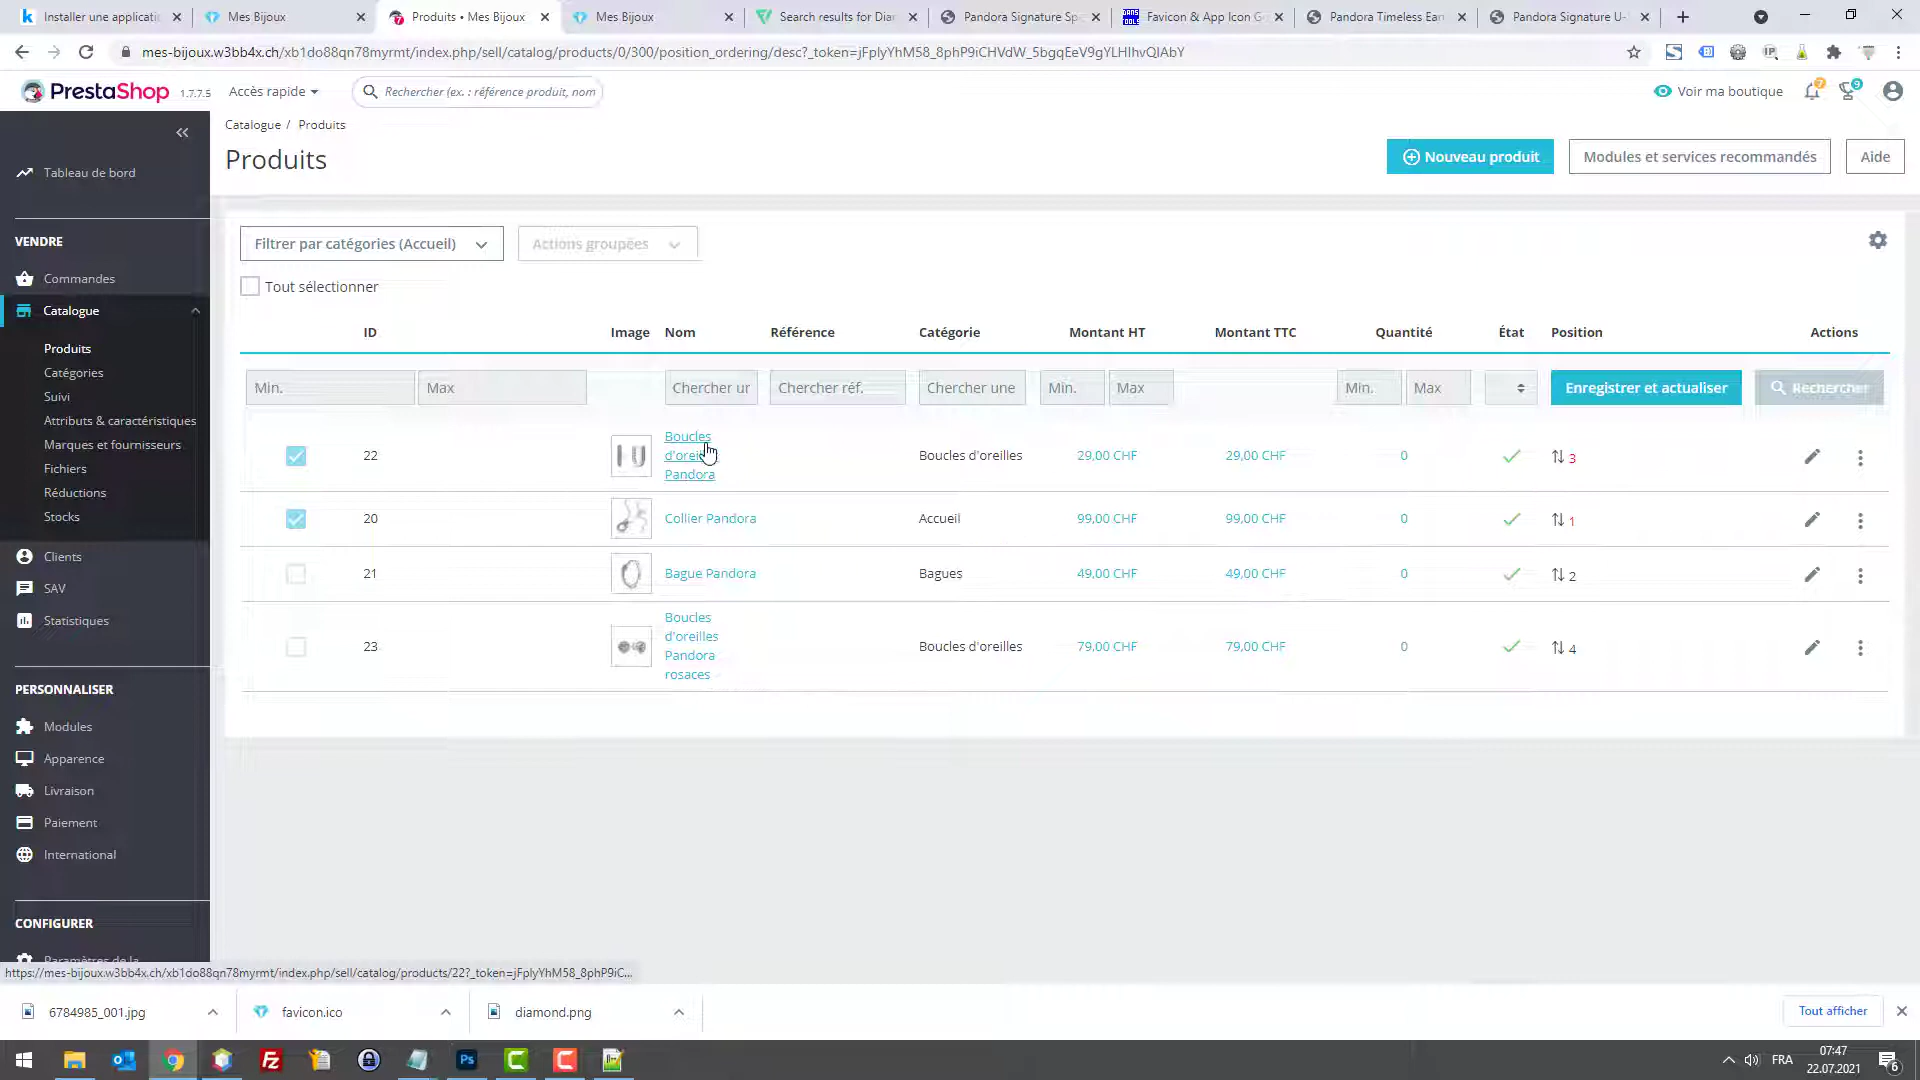 Installer une applicati
Mes Bijoux
Produits • Mes Bijoux
Mes Bijoux
Search results for Diar
Pandora Signature Sp
Favicon & App Icon G
Pandora Timeless Ear
Pandora Signature U-
mes-bijoux.w3bb4x.ch/xb1do88qn78myrmt/index.php/sell/catalog/products/0/300/position_ordering/desc?_token=jFplyYhM58_8phP9iCHVdW_5bgqEeV9gYLHIhvQIAbY
PrestaShop 1.7.7.5
Accès rapide
Rechercher (ex. : référence produit, nom
Voir ma boutique
7
9
Catalogue / Produits
Produits
Nouveau produit
Modules et services recommandés
Aide
Tableau de bord
VENDRE
Commandes
Catalogue
Produits
Catégories
Suivi
Attributs & caractéristiques
Marques et fournisseurs
Fichiers
Réductions
Stocks
Clients
SAV
Statistiques
PERSONNALISER
Modules
Apparence
Livraison
Paiement
International
CONFIGURER
Paramètres de la
Filtrer par catégories (Accueil)
Actions groupées
Tout sélectionner
ID Image Nom Référence Catégorie Montant HT Montant TTC Quantité État Position Actions
Min. Max Chercher ur Chercher réf. Chercher une Min. Max Min. Max Enregistrer et actualiser Rechercher
22 Boucles d'orei Pandora Boucles d'oreilles 29,00 CHF 29,00 CHF 0 3
20 Collier Pandora Accueil 99,00 CHF 99,00 CHF 0 1
21 Bague Pandora Bagues 49,00 CHF 49,00 CHF 0 2
23 Boucles d'oreilles Pandora rosaces Boucles d'oreilles 79,00 CHF 79,00 CHF 0 4
https://mes-bijoux.w3bb4x.ch/xb1do88qn78myrmt/index.php/sell/catalog/products/22?_token=jFplyYhM58_8phP9iC...
6784985_001.jpg
favicon.ico
diamond.png
Tout afficher
Ps
FRA
07:47
22.07.2021
6